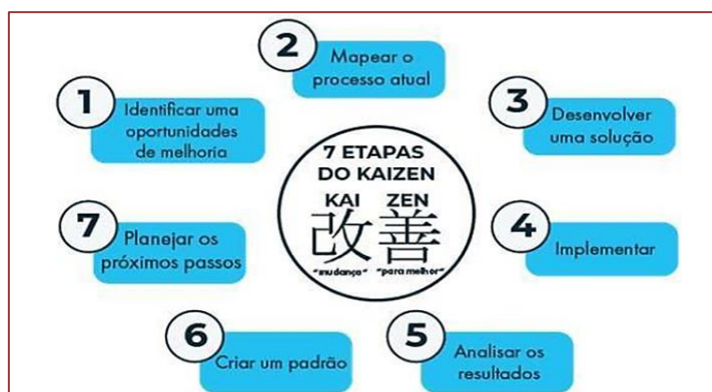 1
Identificar uma
oportunidades
de melhoria
2
Mapear o
processo atual
3
Desenvolver
uma solução
4
Implementar
5
Analisar os
resultados
6
Criar um padrão
7
Planejar os
próximos passos
7 ETAPAS
DO KAIZEN
KAI ZEN
改善
"mudança" "para melhor"